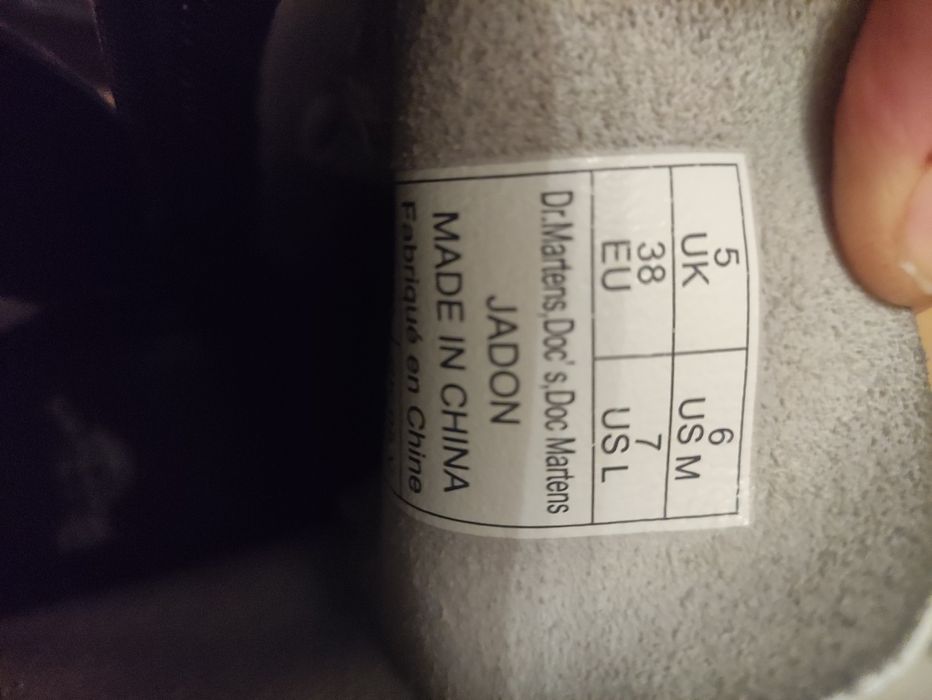 5 6
UK US M
38 7
EU US L
Dr.Martens,Doc's,Doc Martens
JADON
MADE IN CHINA
Fabriqué en Chine